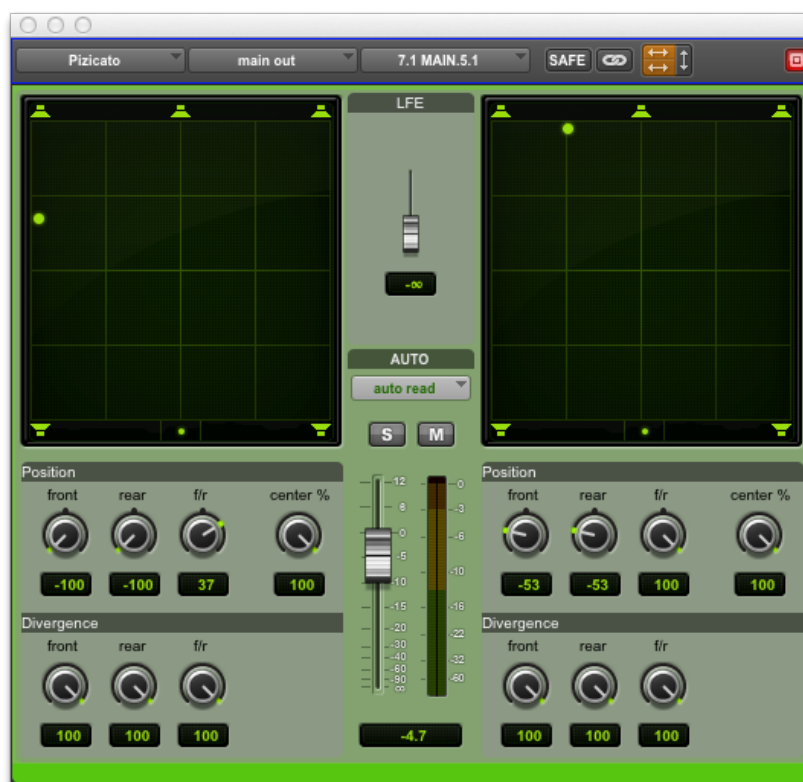 Pizicato main out 7.1 MAIN.5.1 SAFE
LFE
-∞
AUTO
auto read
S M
Position
front rear f/r center %
-100 -100 37 100
Divergence
front rear f/r
100 100 100
12
6
0
-5
-10
-15
-20
-30
-40
-60
-90
∞
-0
-3
-6
-10
-16
-22
-32
-60
-4.7
Position
front rear f/r center %
-53 -53 100 100
Divergence
front rear f/r
100 100 100